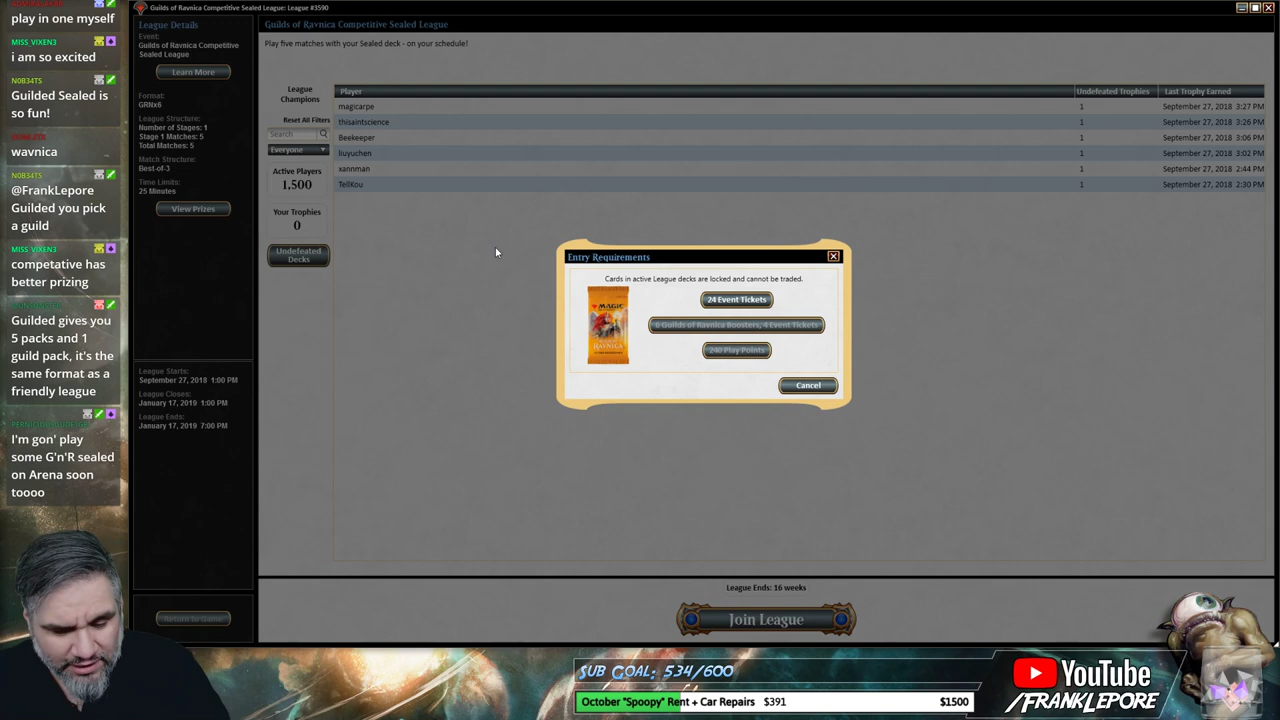 play in one myself
MISS_VIXEN3
i am so excited
N0B34TS
Guilded Sealed is
so fun!
wavnica
N0B34TS
@FrankLepore
Guilded you pick
a guild
MISS_VIXEN3
competative has
better prizing
Guilded gives you
5 packs and 1
guilp pack, it's the
same format as a
friendly league
I'm gon' play
some G'n'R sealed
on Arena soon
toooo
Guilds of Ravnica Competitive Sealed League: League #3590
League Details
Event:
Guilds of Ravnica Competitive
Sealed League
Learn More
Format:
GRNx6
League Structure:
Number of Stages: 1
Stage 1 Matches: 5
Total Matches: 5
Match Structure:
Best-of-3
Time Limits:
25 Minutes
View Prizes
League Starts:
September 27, 2018 1:00 PM
League Closes:
January 17, 2019 1:00 PM
League Ends:
January 17, 2019 7:00 PM
Return to Game
Guilds of Ravnica Competitive Sealed League
Play five matches with your Sealed deck - on your schedule!
League
Champions
Reset All Filters
Search
Everyone
Active Players
1,500
Your Trophies
0
Undefeated
Decks
Player Undefeated Trophies Last Trophy Earned
magicarpe 1 September 27, 2018 3:27 PM
thisaintscience 1 September 27, 2018 3:26 PM
Beekeeper 1 September 27, 2018 3:06 PM
liuyuchen 1 September 27, 2018 3:02 PM
xannman 1 September 27, 2018 2:44 PM
TellKou 1 September 27, 2018 2:30 PM
Entry Requirements
Cards in active League decks are locked and cannot be traded.
MAGIC
RAVNICA
24 Event Tickets
6 Guilds of Ravnica Boosters, 4 Event Tickets
240 Play Points
Cancel
League Ends: 16 weeks
Join League
SUB GOAL: 534/600
October "Spoopy" Rent + Car Repairs $391 $1500
YouTube
/FRANKLEPORE